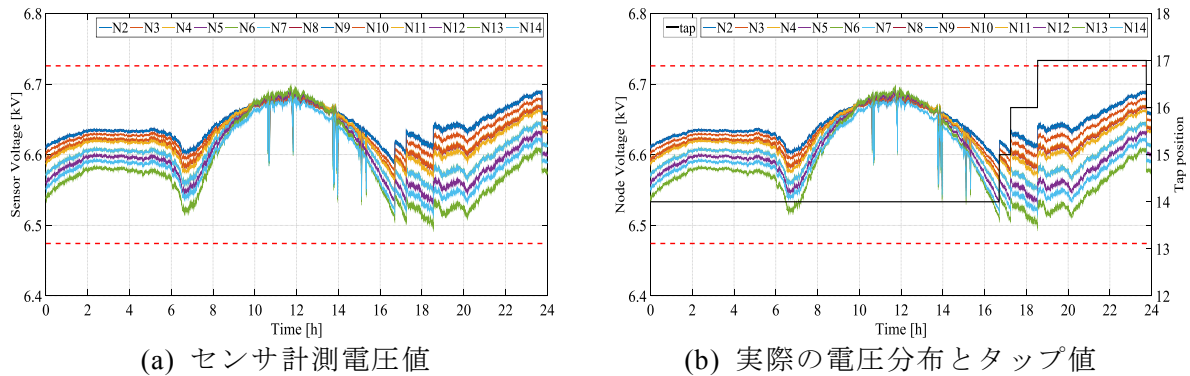 N2 N3 N4 N5 N6 N7 N8 N9 N10 N11 N12 N13 N14
6.8
6.7
6.6
6.5
6.4
Sensor Voltage [kV]
0 2 4 6 8 10 12 14 16 18 20 22 24
Time [h]
(a) センサ計測電圧値
tap N2 N3 N4 N5 N6 N7 N8 N9 N10 N11 N12 N13 N14
6.8
6.7
6.6
6.5
6.4
Node Voltage [kV]
18
17
16
15
14
13
12
Tap position
0 2 4 6 8 10 12 14 16 18 20 22 24
Time [h]
(b) 実際の電圧分布とタップ値